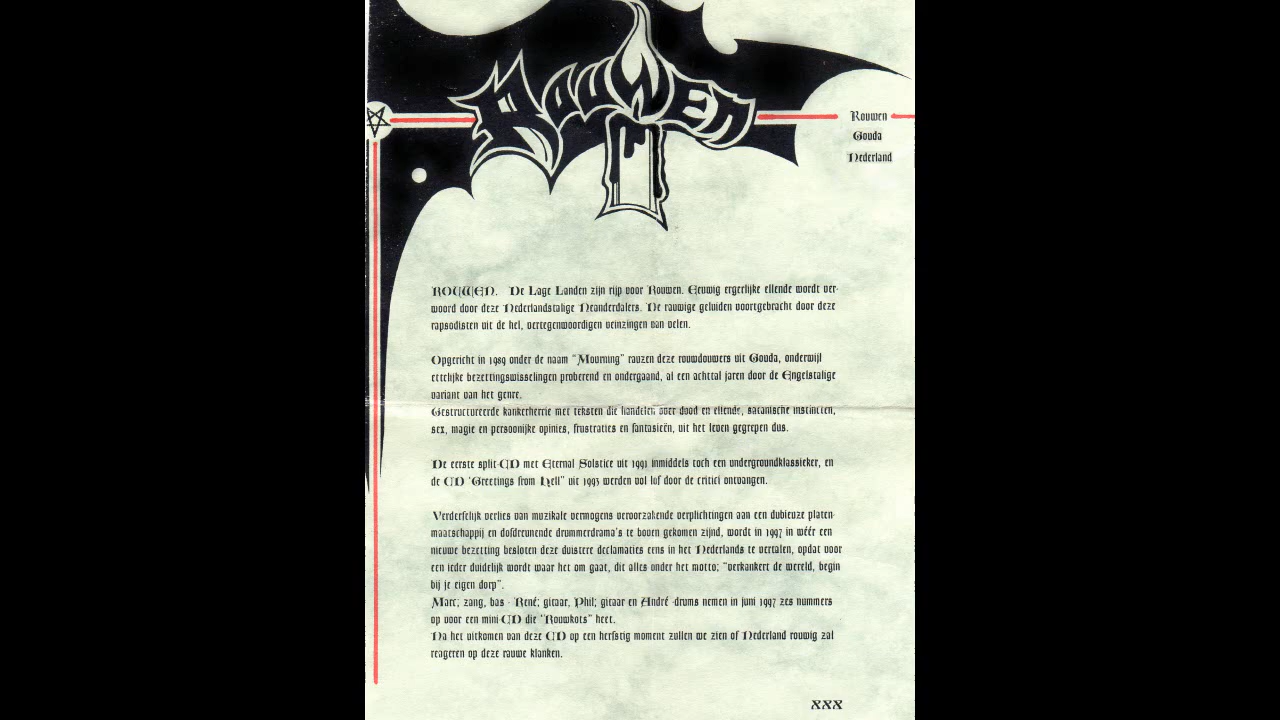 Rouwen
Rouwen
Gouda
Nederland
ROUWEN. De Lage Landen zijn rijp voor Rouwen. Eeuwig ergerlijke ellende wordt ver-
woord door deze Nederlandstalige Neanderdalers. De rauwige geluiden voortgebracht door deze
rapsodisten uit de hel, vertegenwoordigen veinzingen van velen.
Opgericht in 1989 onder de naam "Mourning" rauzen deze rouwdouwers uit Gouda, onderwijl
ettelijke bezettingswisselingen proberend en ondergaand, al een achttal jaren door de Engelstalige
variant van het genre.
Gestructureerde kankerherrie met teksten die handelen over dood en ellende, satanische instincten,
sex, magie en persoonijke opinies, frustraties en fantasieën, uit het leven gegrepen dus.
De eerste split-CD met Eternal Solstice uit 1991 inmiddels toch een undergroundklassieker, en
de CD "Greetings from Hell" uit 1993 werden vol lof door de critici ontvangen.
Verderfelijk verlies van muzikale vermogens veroorzakende verplichtingen aan een dubieuze platen-
maatschappij en dofdreunende drummerdrama's te boven gekomen zijnd, wordt in 1997 in wéér een
nieuwe bezetting besloten deze duistere declamaties eens in het Nederlands te vertalen, opdat voor
een ieder duidelijk wordt waar het om gaat, dit alles onder het motto; "verkankert de wereld, begin
bij je eigen dorp".
Marc; zang, bas - René; gitaar, Phil; gitaar en André -drums nemen in juni 1997 zes nummers
op voor een mini CD die "Rouwkots" heet.
Na het uitkomen van deze CD op een herfstig moment zullen we zien of Nederland rouwig zal
reageren op deze rauwe klanken.
XXX